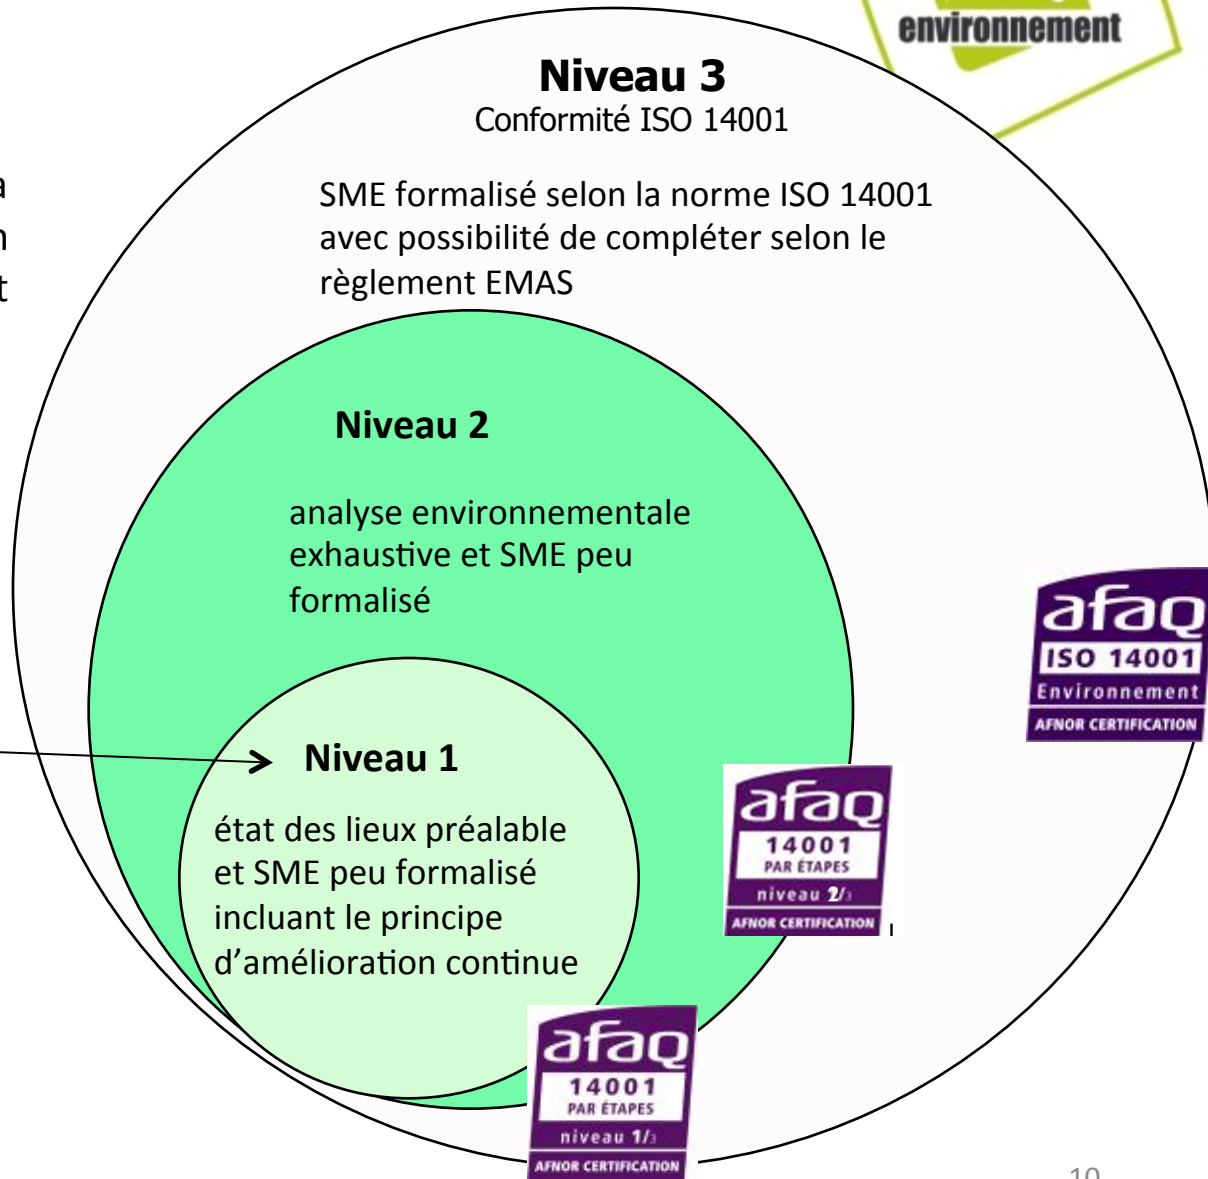 environnement
Niveau 3
Conformité ISO 14001
SME formalisé selon la norme ISO 14001
avec possibilité de compléter selon le
règlement EMAS
a
n
t
Niveau 2
analyse environnementale
exhaustive et SME peu
formalisé
Niveau 1
état des lieux préalable
et SME peu formalisé
incluant le principe
d'amélioration continue
afaq
ISO 14001
Environnement
AFNOR CERTIFICATION
afaq
14001
PAR ÉTAPES
niveau 2/3
AFNOR CERTIFICATION
afaq
14001
PAR ÉTAPES
niveau 1/3
AFNOR CERTIFICATION
10